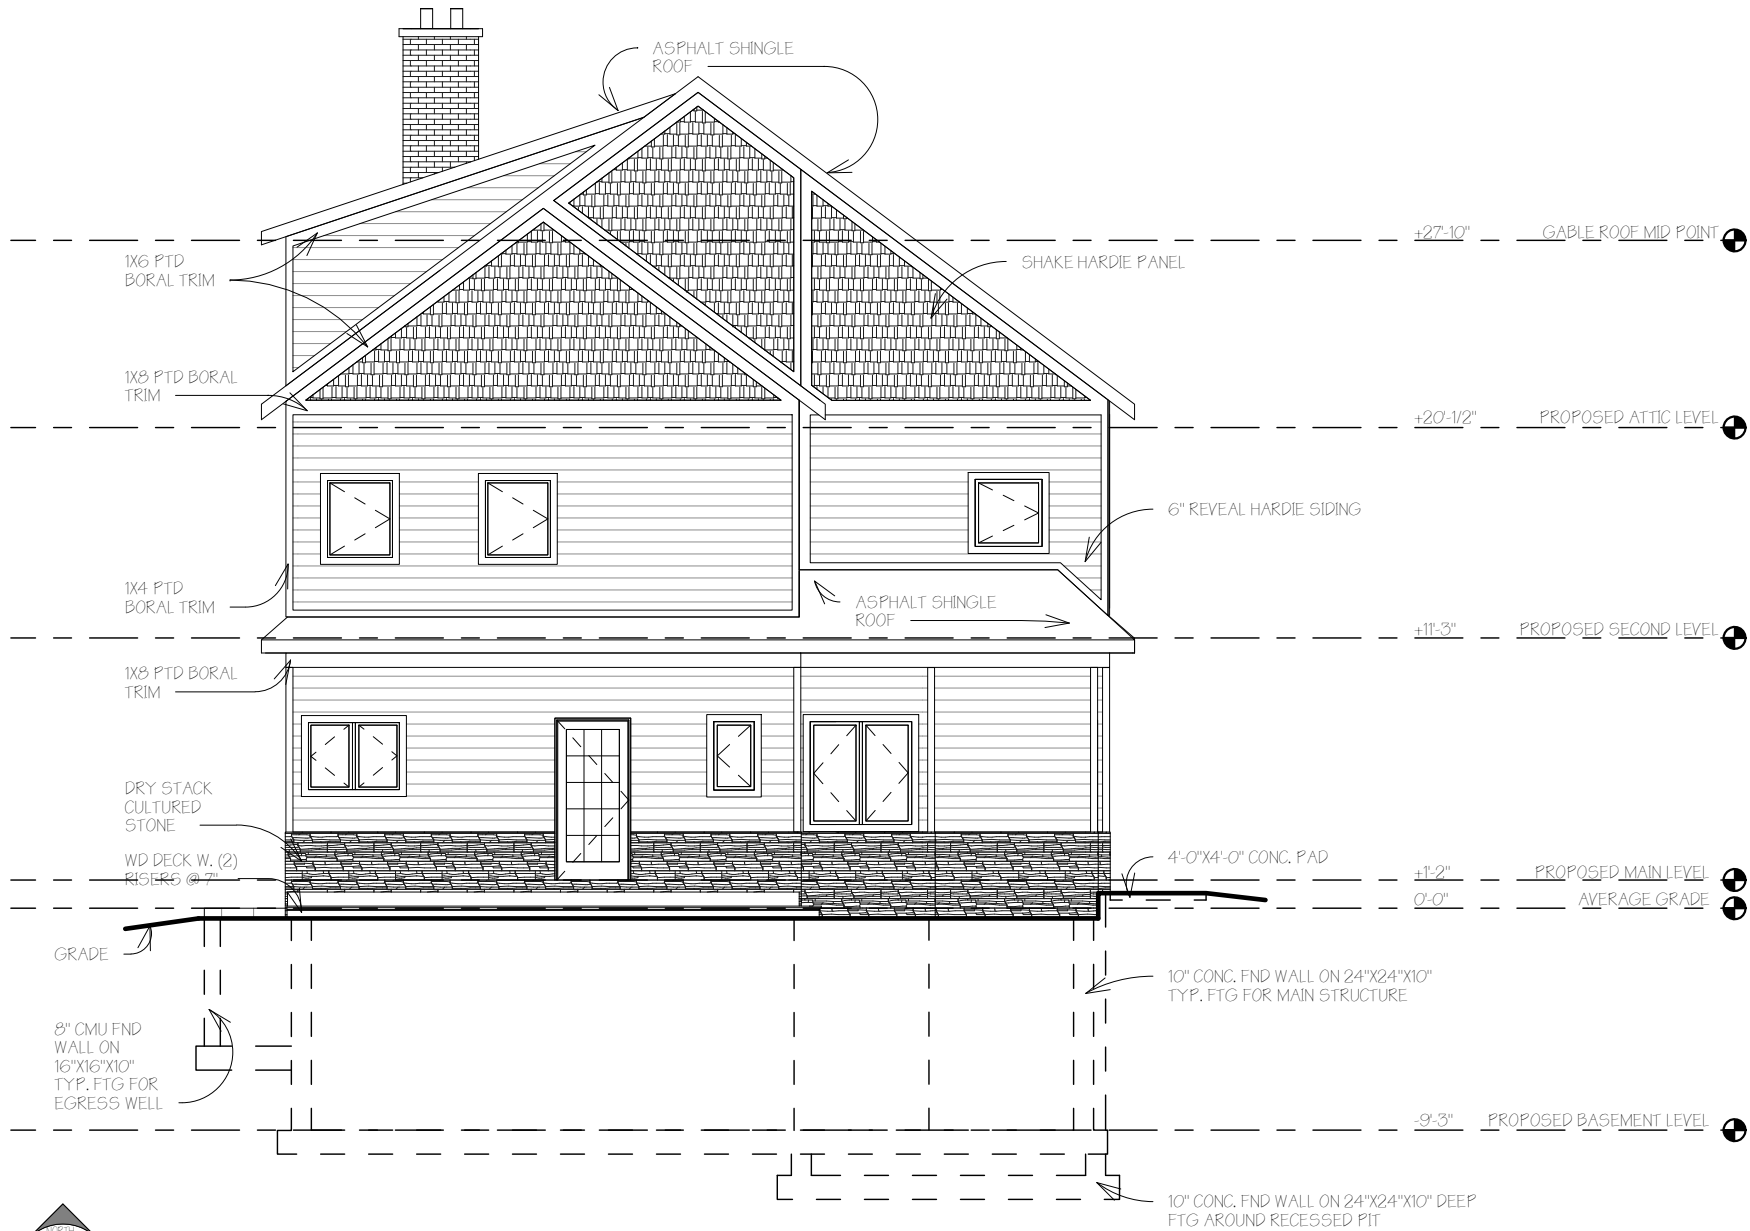 ASPHALT SHINGLE
ROOF
+27'-10" GABLE ROOF MID POINT
1X6 PTD
BORAL TRIM
SHAKE HARDIE PANEL
1X8 PTD BORAL
TRIM
+20'-1/2" PROPOSED ATTIC LEVEL
6" REVEAL HARDIE SIDING
1X4 PTD
BORAL TRIM
ASPHALT SHINGLE
ROOF
+11'-3" PROPOSED SECOND LEVEL
1X8 PTD BORAL
TRIM
DRY STACK
CULTURED
STONE
WD DECK W. (2)
RISERS @ 7"
4'-0"X4'-0" CONC. PAD
+1'-2" PROPOSED MAIN LEVEL
0'-0" AVERAGE GRADE
GRADE
10" CONC. FND WALL ON 24"X24"X10"
TYP. FTG FOR MAIN STRUCTURE
8" CMU FND
WALL ON
16"X16"X10"
TYP. FTG FOR
EGRESS WELL
-9'-3" PROPOSED BASEMENT LEVEL
10" CONC. FND WALL ON 24"X24"X10" DEEP
FTG AROUND RECESSED PIT
NORTH